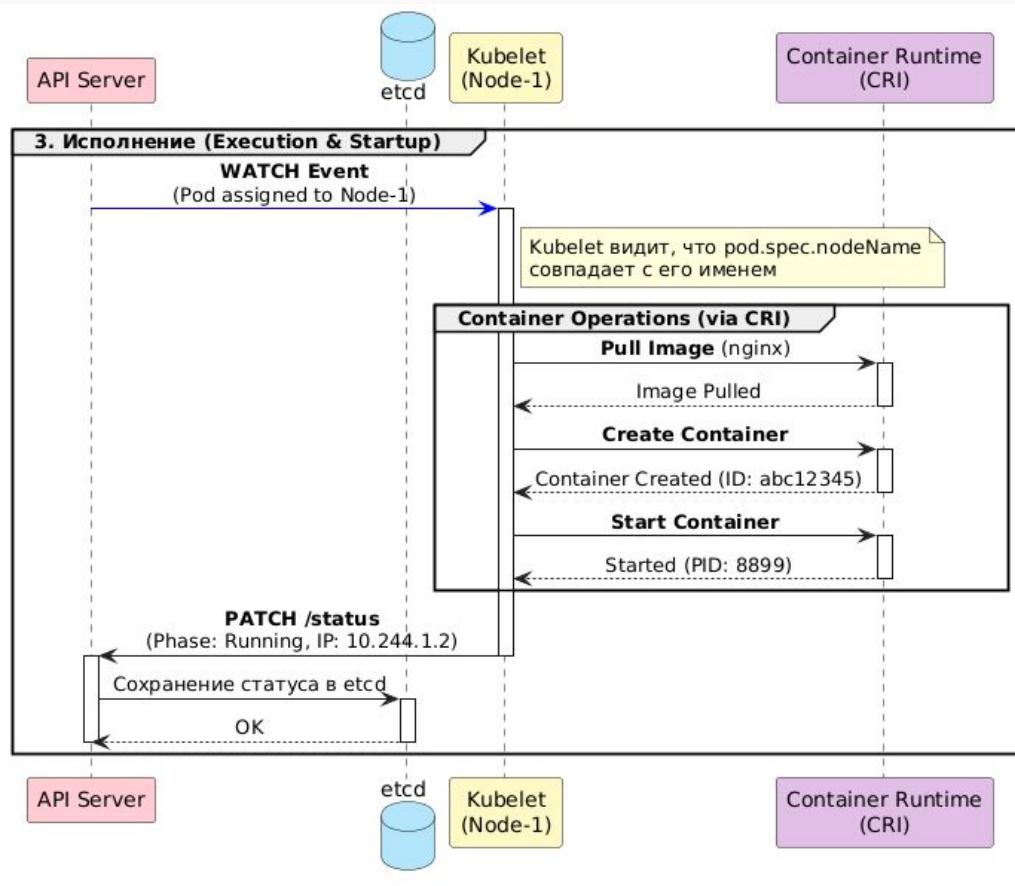 API Server
etcd
Kubelet
(Node-1)
Container Runtime
(CRI)
3. Исполнение (Execution & Startup)
WATCH Event
(Pod assigned to Node-1)
Kubelet видит, что pod.spec.nodeName
совпадает с его именем
Container Operations (via CRI)
Pull Image (nginx)
Image Pulled
Create Container
Container Created (ID: abc12345)
Start Container
Started (PID: 8899)
PATCH /status
(Phase: Running, IP: 10.244.1.2)
Сохранение статуса в etcd
OK
API Server
etcd
Kubelet
(Node-1)
Container Runtime
(CRI)